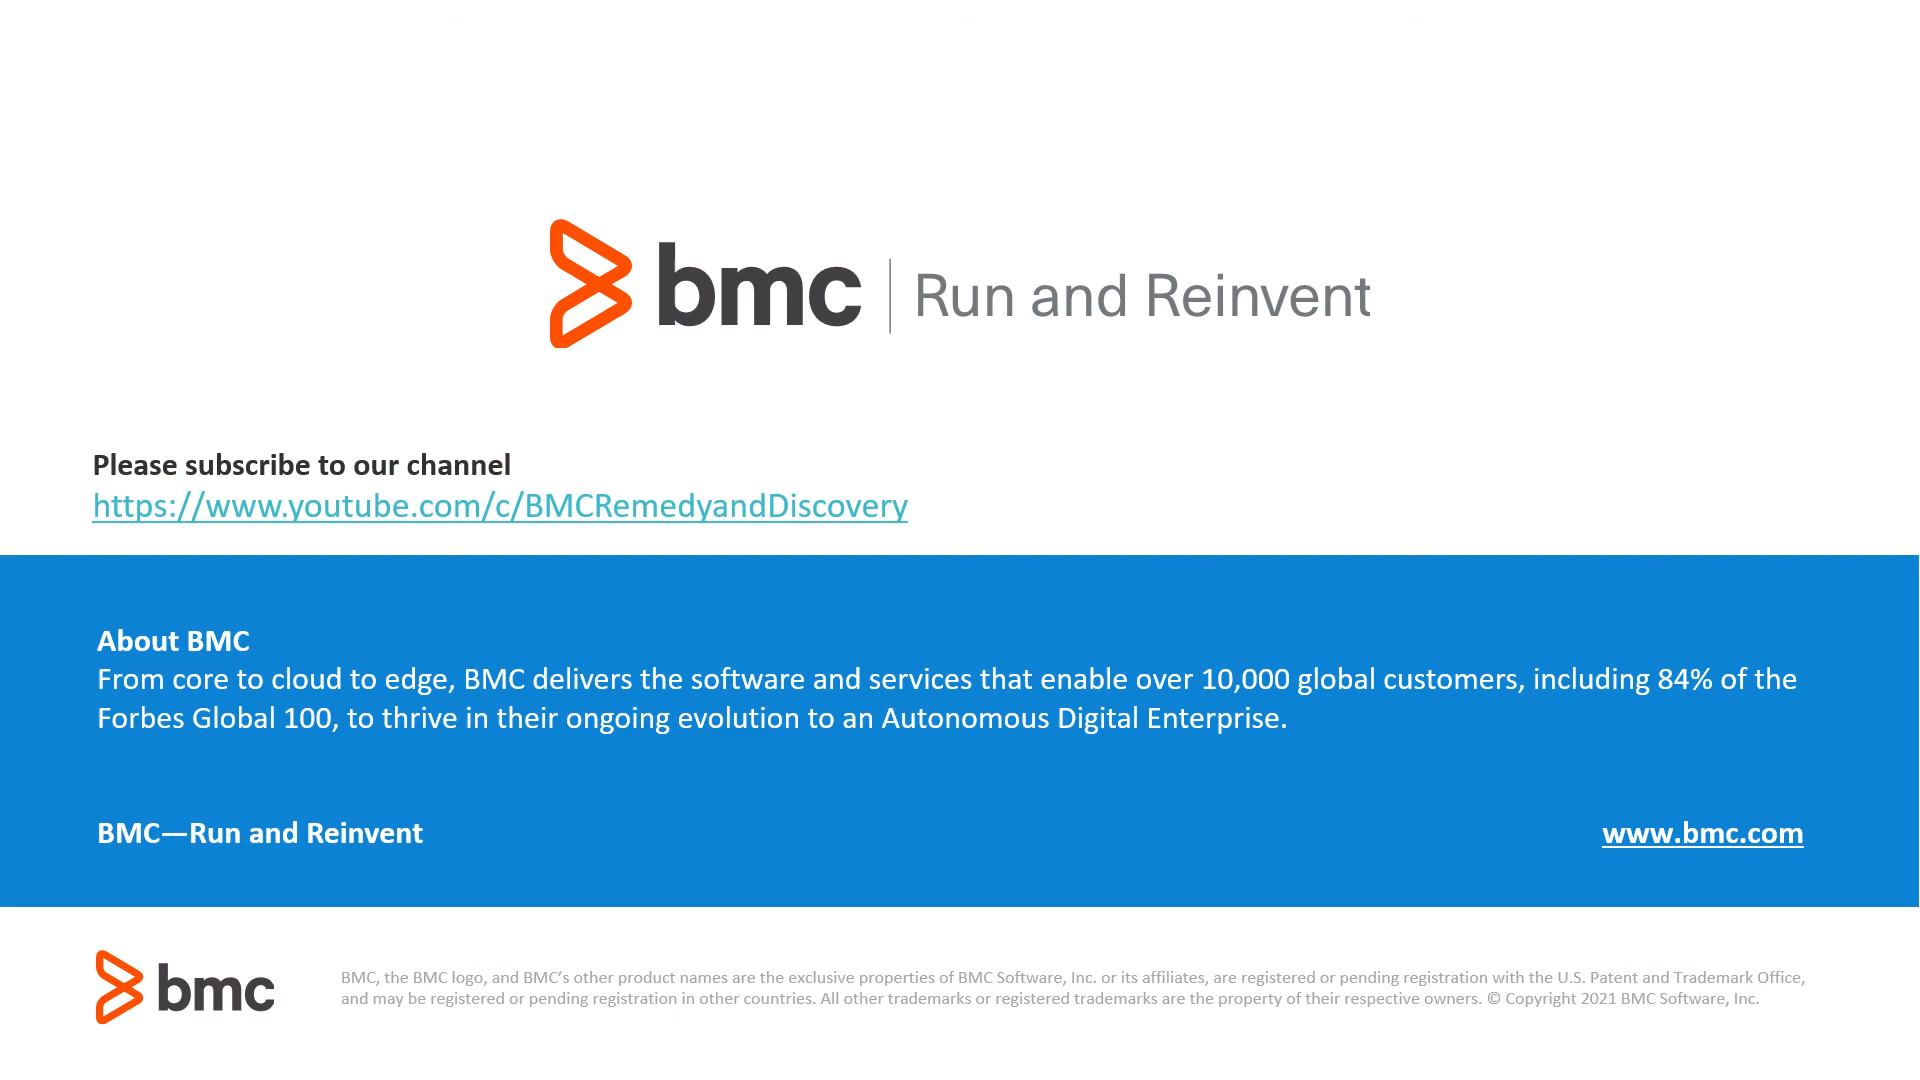 bmc | Run and Reinvent
Please subscribe to our channel
https://www.youtube.com/c/BMCRemedyandDiscovery
About BMC
From core to cloud to edge, BMC delivers the software and services that enable over 10,000 global customers, including 84% of the
Forbes Global 100, to thrive in their ongoing evolution to an Autonomous Digital Enterprise.
BMC—Run and Reinvent
www.bmc.com
bmc
BMC, the BMC logo, and BMC’s other product names are the exclusive properties of BMC Software, Inc. or its affiliates, are registered or pending registration with the U.S. Patent and Trademark Office,
and may be registered or pending registration in other countries. All other trademarks or registered trademarks are the property of their respective owners. © Copyright 2021 BMC Software, Inc.